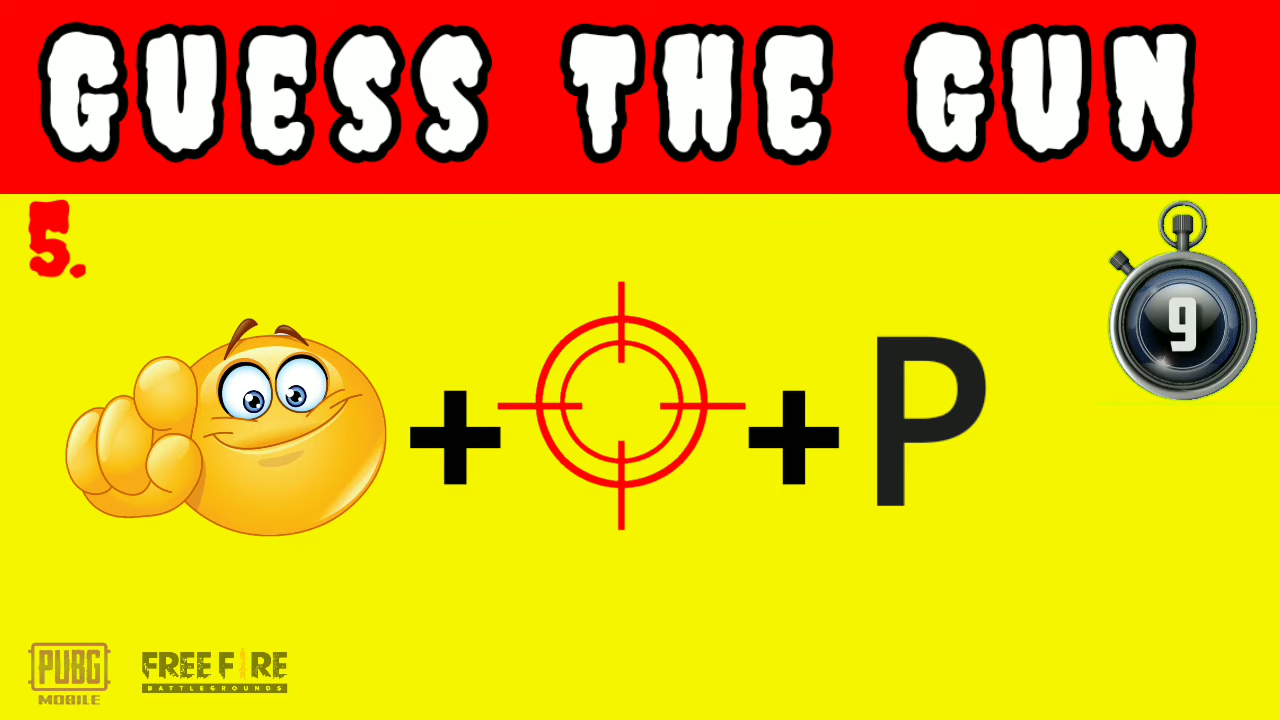 GUESS THE GUN
5.
9
+ + P
PUBG
MOBILE
FREE FIRE
BATTLEGROUNDS